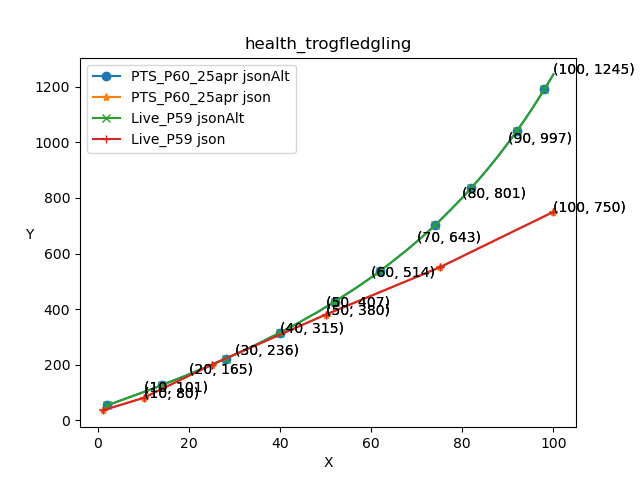 health_trogfledgling
PTS_P60_25apr jsonAlt
PTS_P60_25apr json
Live_P59 jsonAlt
Live_P59 json
(100, 1245)
(90, 997)
(80, 801)
(100, 750)
(70, 643)
(60, 514)
(50, 407)
(50, 380)
(40, 315)
(30, 236)
(20, 165)
(10, 101)
(10, 80)
Y
1200
1000
800
600
400
200
0
0 20 40 60 80 100
X